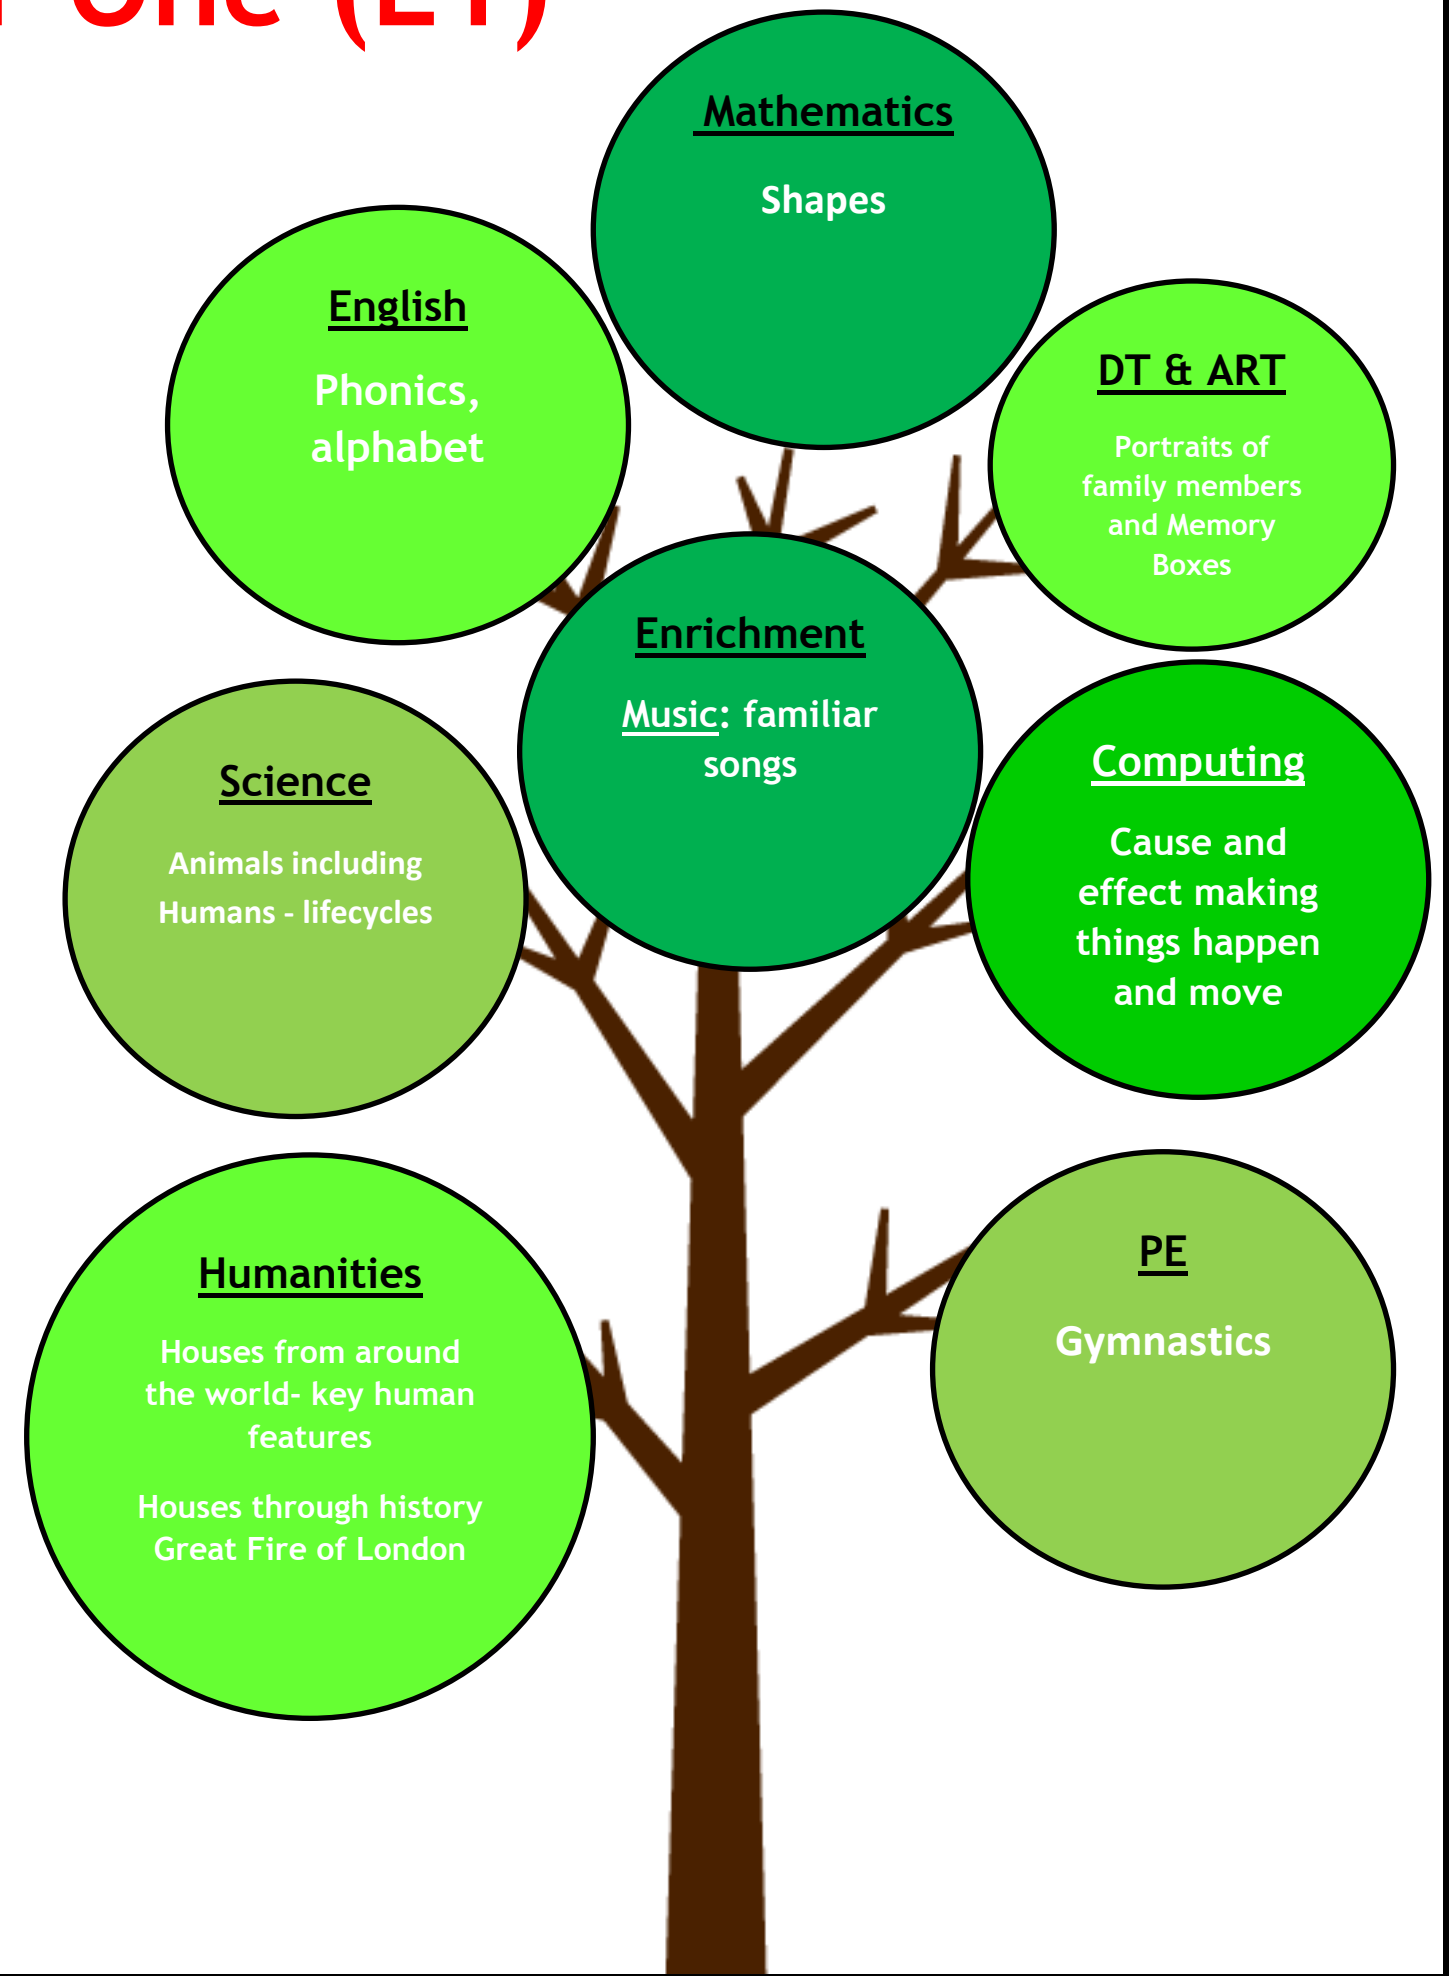 One (E1)
Mathematics
Shapes
English
Phonics,
alphabet
DT & ART
Portraits of
family members
and Memory
Boxes
Enrichment
Music: familiar
songs
Science
Animals including
Humans - lifecycles
Computing
Cause and
effect making
things happen
and move
Humanities
Houses from around
the world- key human
features
Houses through history
Great Fire of London
PE
Gymnastics